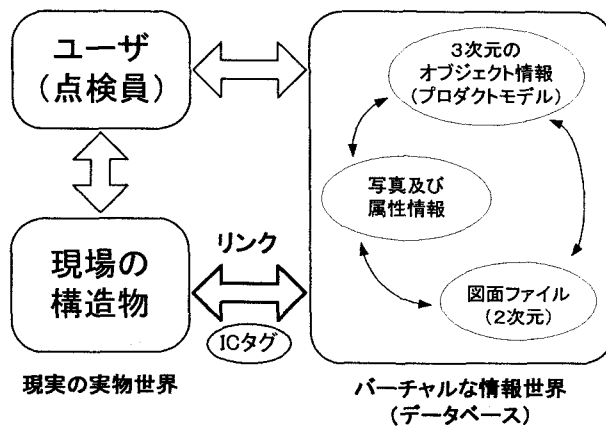 ユーザ
(点検員)
3次元の
オブジェクト情報
(プロダクトモデル)
写真及び
属性情報
現場の
構造物
リンク
図面ファイル
(2次元)
ICタグ
現実の実物世界
バーチャルな情報世界
(データベース)